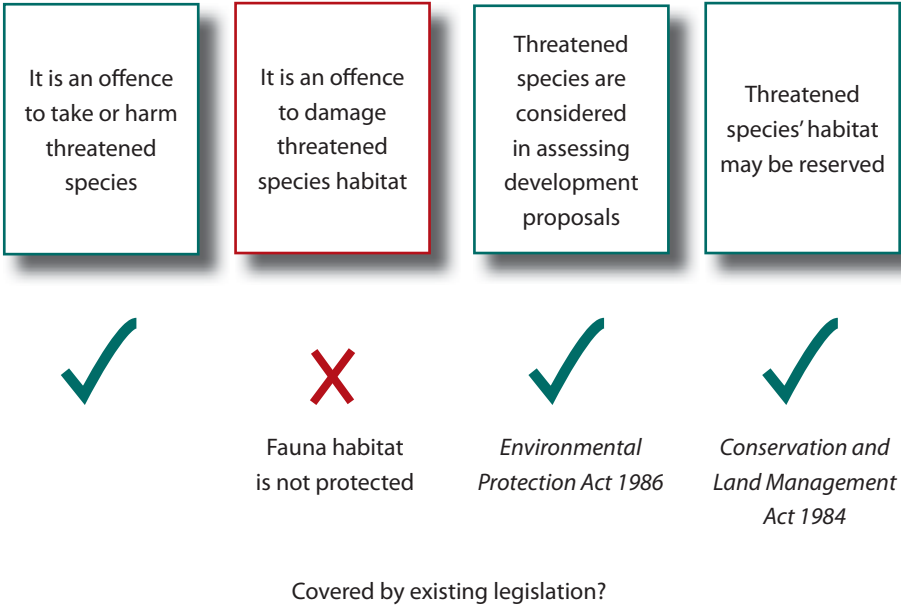 It is an offence
to take or harm
threatened
species
It is an offence
to damage
threatened
species habitat
Threatened
species are
considered
in assessing
development
proposals
Threatened
species’ habitat
may be reserved
Fauna habitat
is not protected
Environmental
Protection Act 1986
Conservation and
Land Management
Act 1984
Covered by existing legislation?